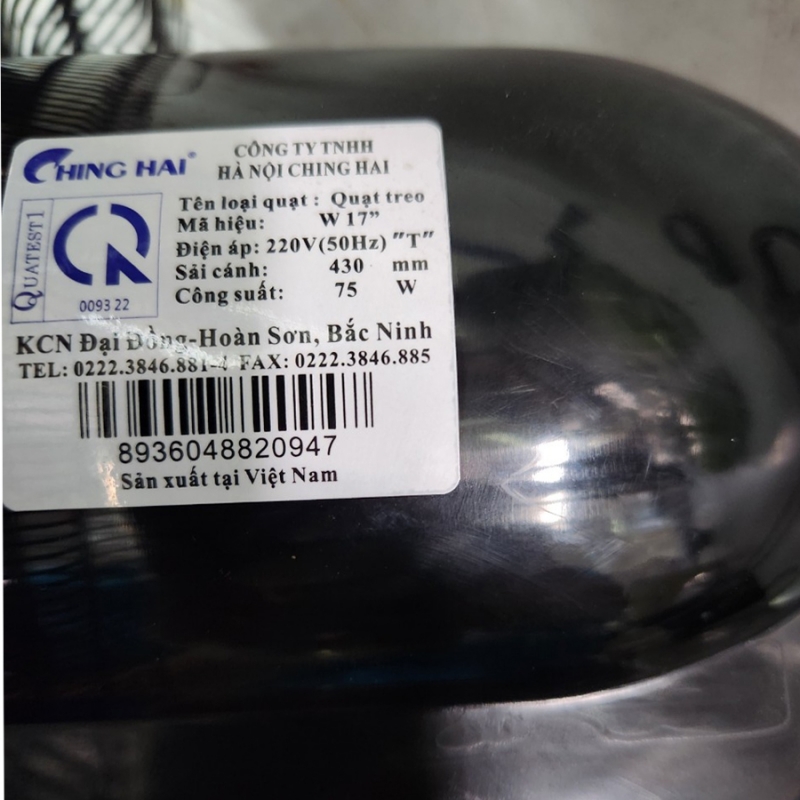 CHING HAI®
CÔNG TY TNHH
HÀ NỘI CHING HAI
QUATEST1
0093 22
Tên loại quạt : Quạt treo
Mã hiệu: W 17"
Điện áp: 220V(50Hz) "T"
Sải cánh: 430 mm
Công suất: 75 W
KCN Đại Đồng-Hoàn Sơn, Bắc Ninh
TEL: 0222.3846.881-4 FAX: 0222.3846.885
8936048820947
Sản xuất tại Việt Nam